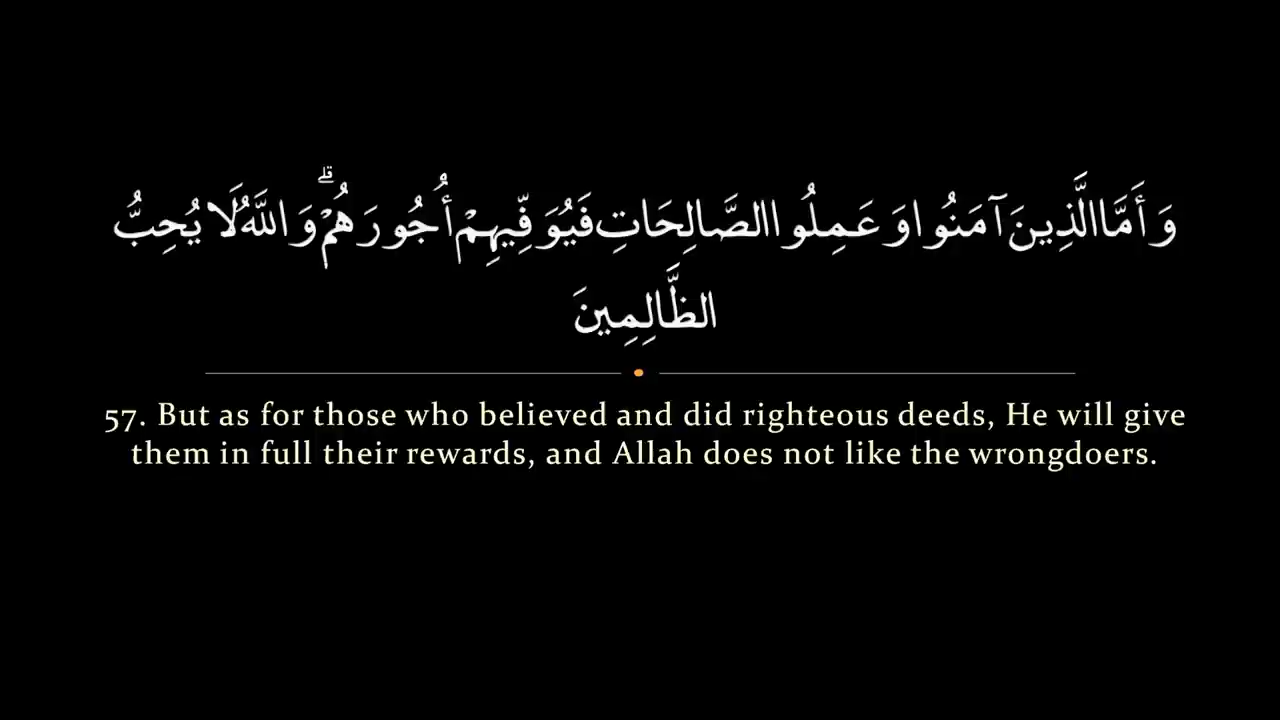 وَأَمَّا الَّذِينَ آمَنُوا وَعَمِلُوا الصَّالِحَاتِ فَيُوَفِّيهِمْ أُجُورَهُمْ ۗ وَاللَّهُ لَا يُحِبُّ
الظَّالِمِينَ
57. But as for those who believed and did righteous deeds, He will give
them in full their rewards, and Allah does not like the wrongdoers.